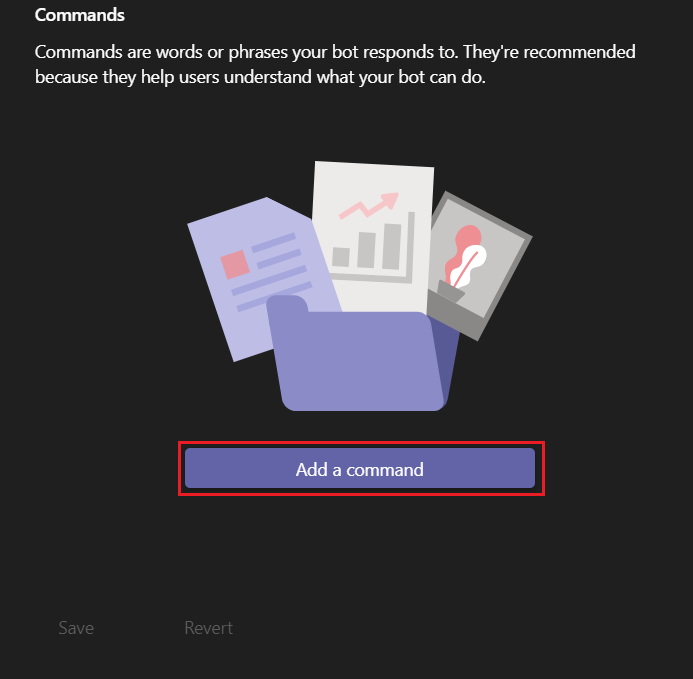 Commands
Commands are words or phrases your bot responds to. They're recommended
because they help users understand what your bot can do.
Add a command
Save Revert